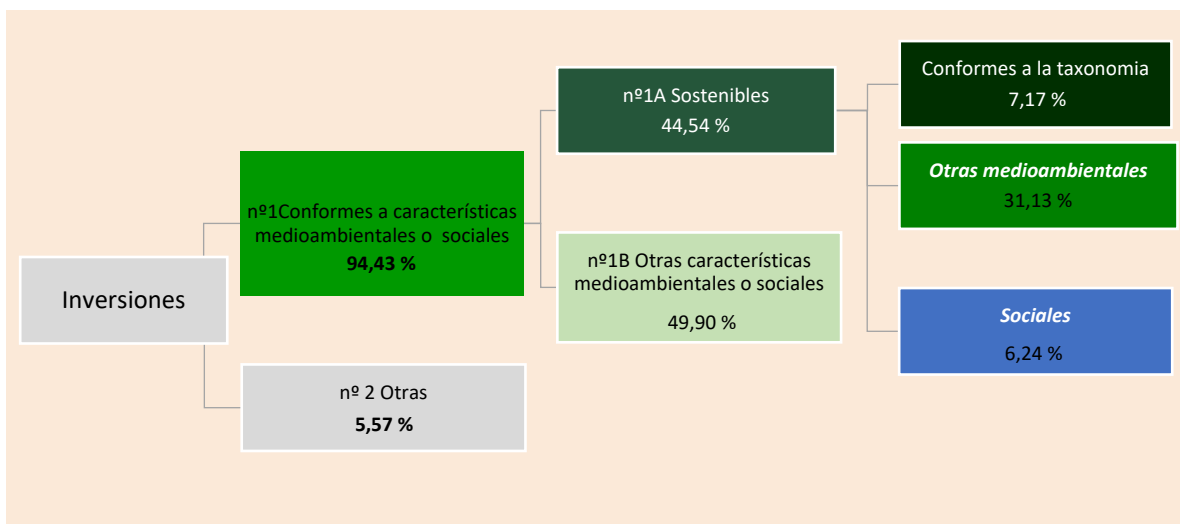 Inversiones
nº1Conformes a características
medioambientales o sociales
94,43 %
nº 2 Otras
5,57 %
nº1A Sostenibles
44,54 %
nº1B Otras características
medioambientales o sociales
49,90 %
Conformes a la taxonomia
7,17 %
Otras medioambientales
31,13 %
Sociales
6,24 %